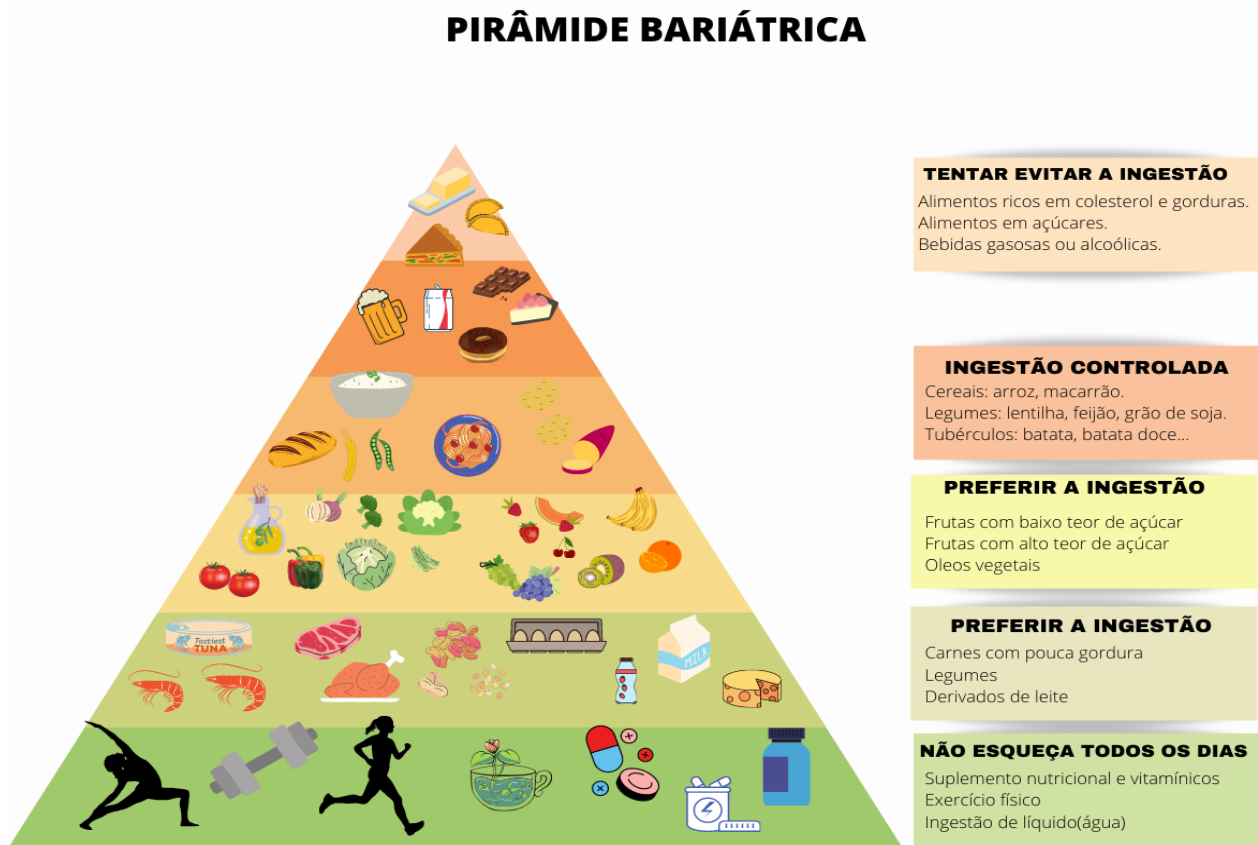 PIRÂMIDE BARIÁTRICA
TENTAR EVITAR A INGESTÃO
Alimentos ricos em colesterol e gorduras.
Alimentos em açúcares.
Bebidas gasosas ou alcoólicas.
INGESTÃO CONTROLADA
Cereais: arroz, macarrão.
Legumes: lentilha, feijão, grão de soja.
Tubérculos: batata, batata doce...
PREFERIR A INGESTÃO
Frutas com baixo teor de açúcar
Frutas com alto teor de açúcar
Oleos vegetais
Tastiest
TUNA
MILK
PREFERIR A INGESTÃO
Carnes com pouca gordura
Legumes
Derivados de leite
NÃO ESQUEÇA TODOS OS DIAS
Suplemento nutricional e vitamínicos
Exercício físico
Ingestão de líquido(água)